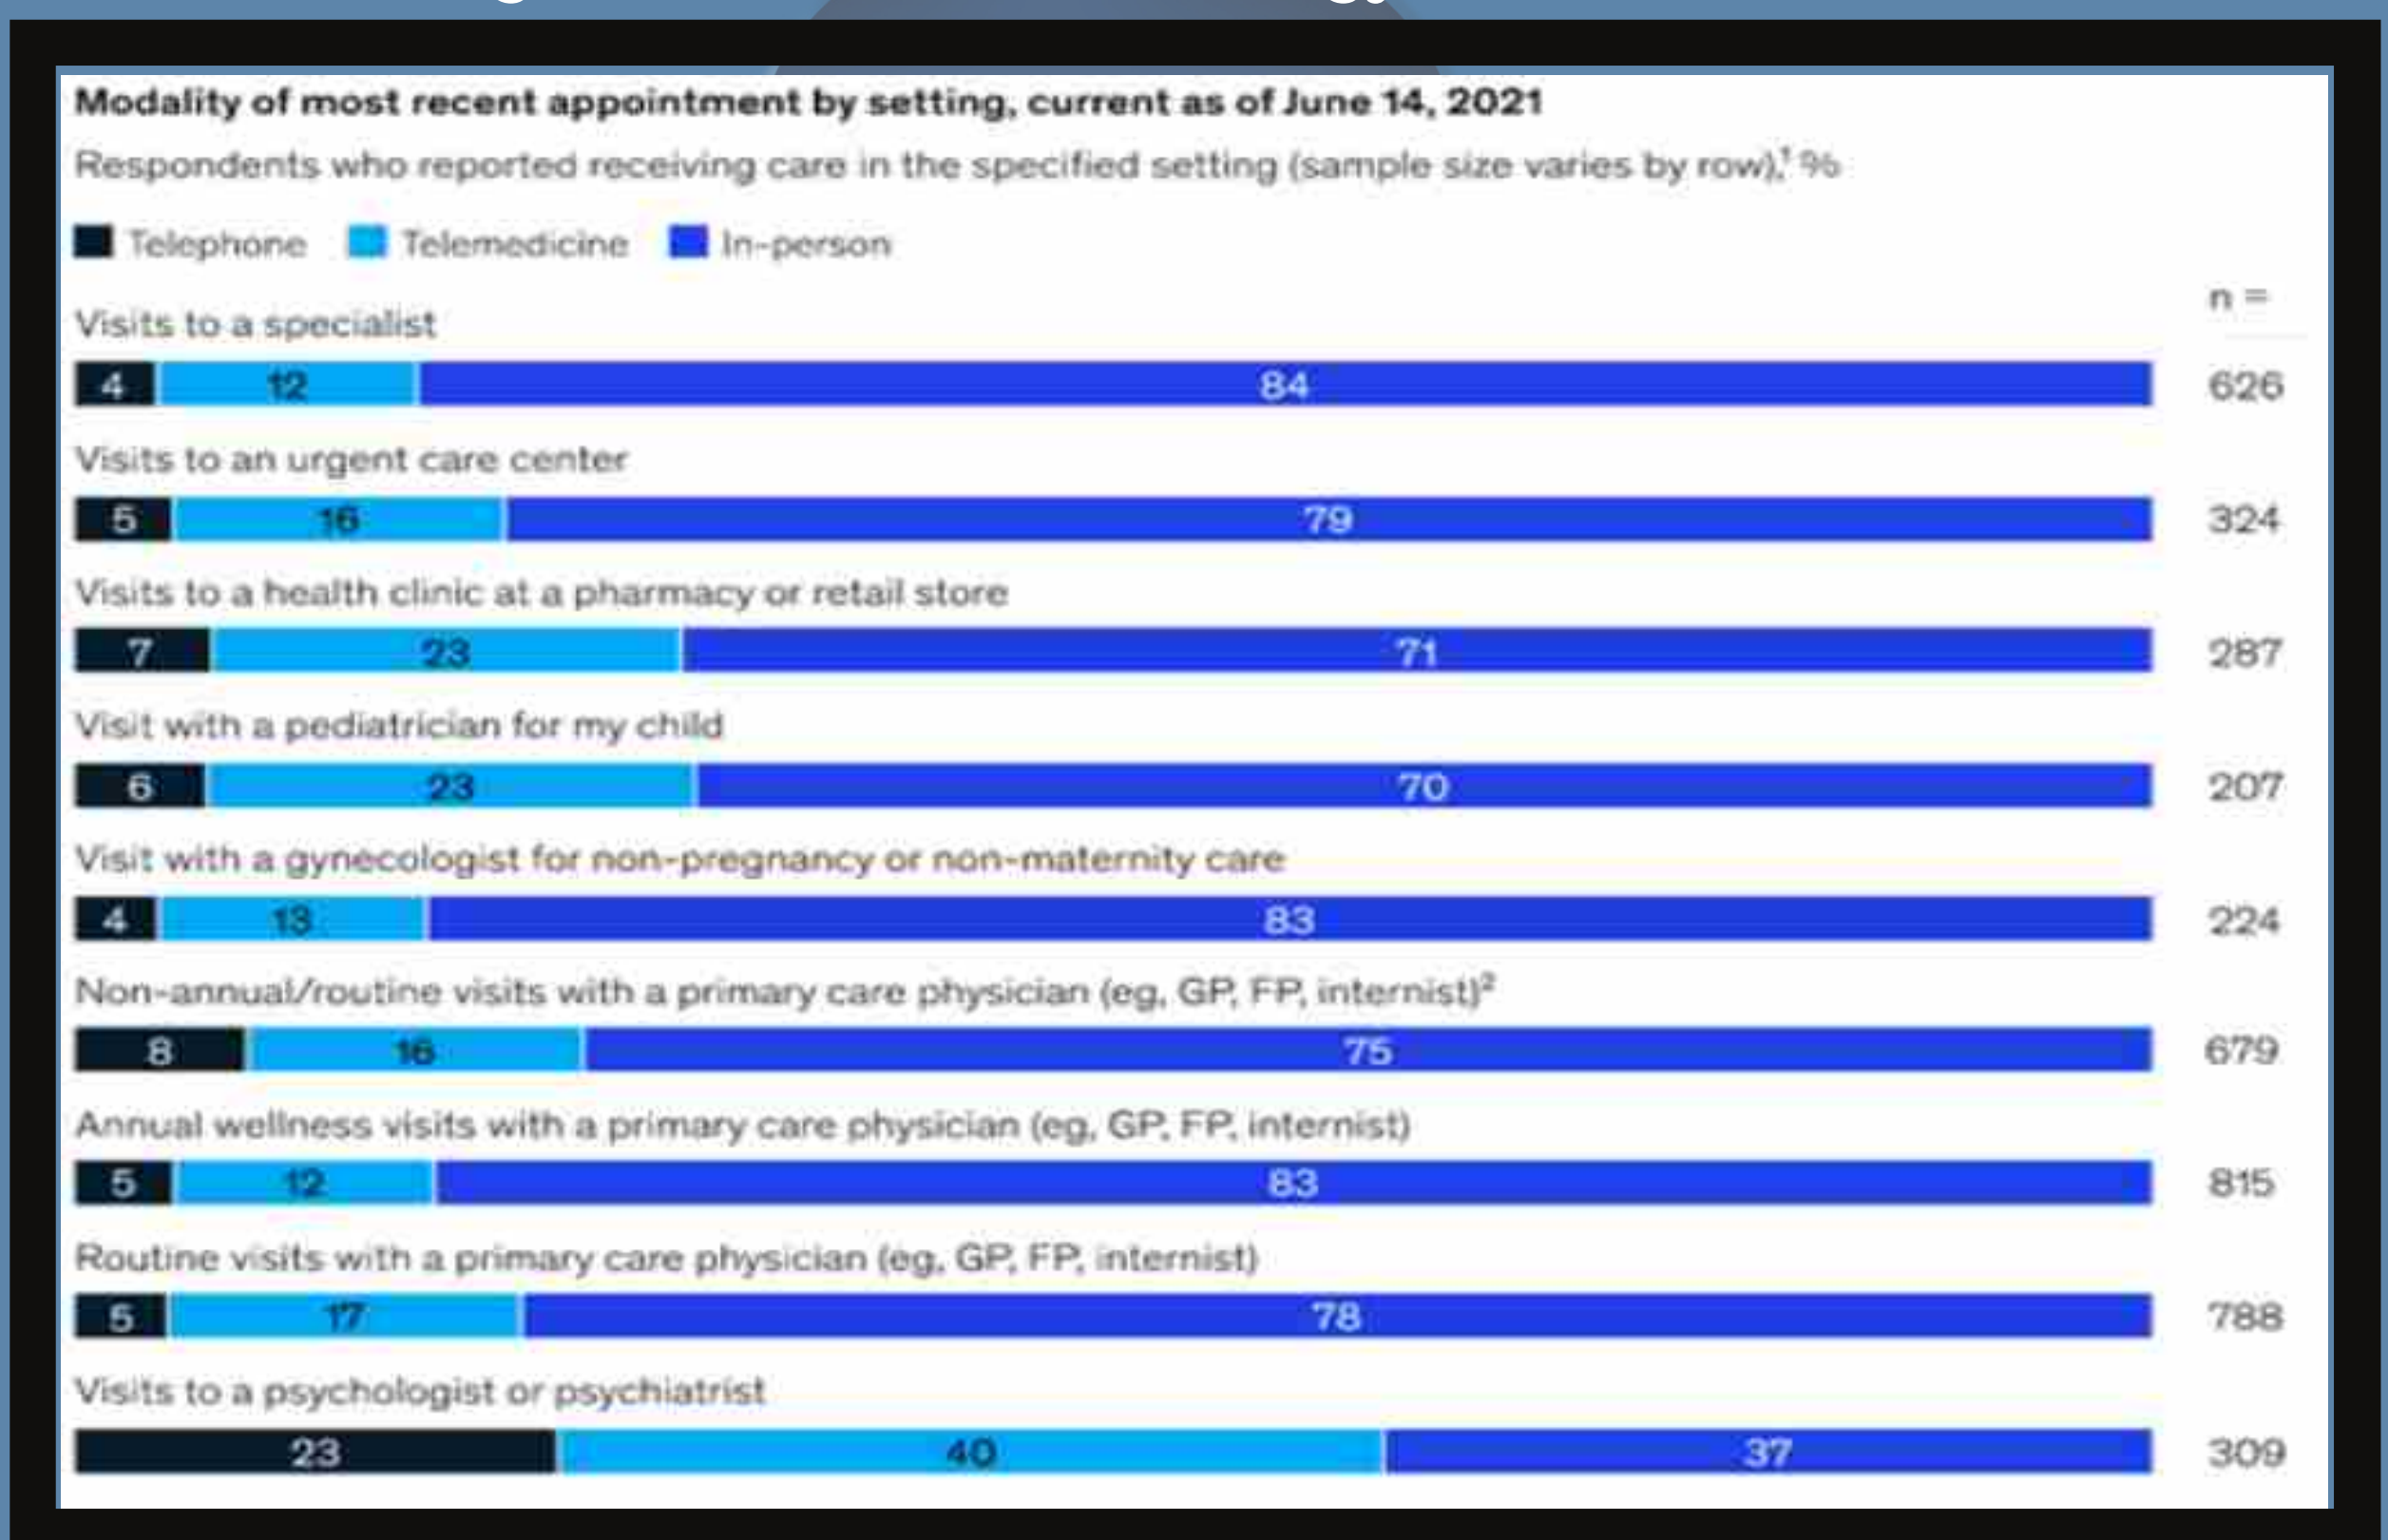 Modality of most recent appointment by setting, current as of June 14, 2021
Respondents who reported receiving care in the specified setting (sample size varies by row),¹ %
Telephone Telemedicine In-person
n =
Visits to a specialist
4 12 84 626
Visits to an urgent care center
5 16 79 324
Visits to a health clinic at a pharmacy or retail store
7 23 71 287
Visit with a pediatrician for my child
6 23 70 207
Visit with a gynecologist for non-pregnancy or non-maternity care
4 13 83 224
Non-annual/routine visits with a primary care physician (eg, GP, FP, internist)²
8 16 75 679
Annual wellness visits with a primary care physician (eg, GP, FP, internist)
5 12 83 815
Routine visits with a primary care physician (eg, GP, FP, internist)
5 17 78 788
Visits to a psychologist or psychiatrist
23 40 37 309